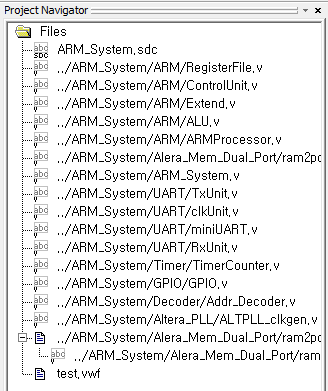 Project Navigator
Files
ARM_System.sdc
../ARM_System/ARM/RegisterFile.v
../ARM_System/ARM/ControlUnit.v
../ARM_System/ARM/Extend.v
../ARM_System/ARM/ALU.v
../ARM_System/ARM/ARMProcessor.v
../ARM_System/Alera_Mem_Dual_Port/ram2po
../ARM_System/ARM_System.v
../ARM_System/UART/TxUnit.v
../ARM_System/UART/clkUnit.v
../ARM_System/UART/miniUART.v
../ARM_System/UART/RxUnit.v
../ARM_System/Timer/TimerCounter.v
../ARM_System/GPIO/GPIO.v
../ARM_System/Decoder/Addr_Decoder.v
../ARM_System/Altera_PLL/ALTPLL_clkgen.v
../ARM_System/Alera_Mem_Dual_Port/ram2po
../ARM_System/Alera_Mem_Dual_Port/ram
test.vwf